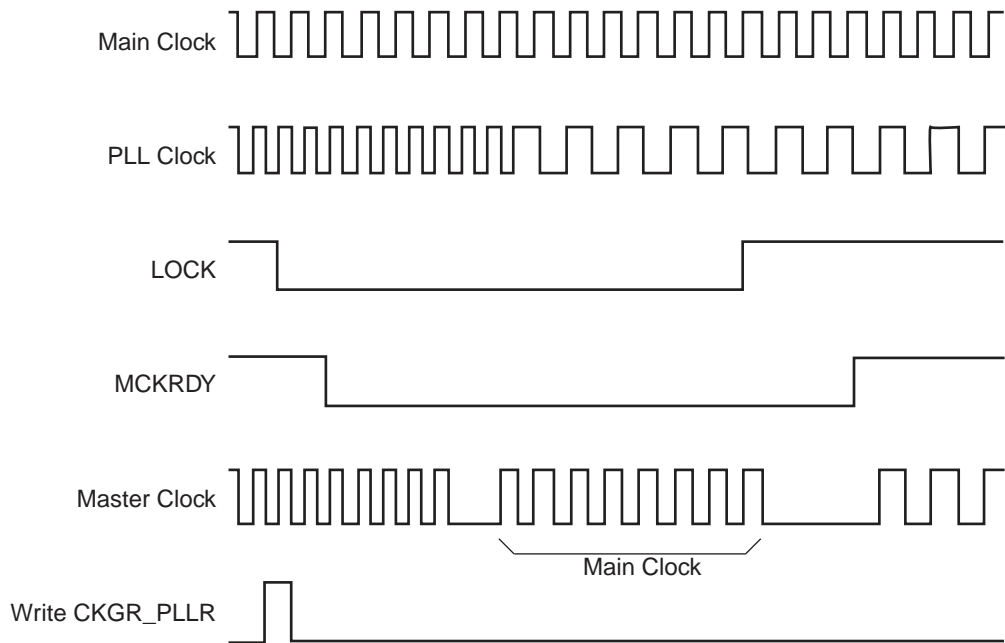 Main Clock
PLL Clock
LOCK
MCKRDY
Master Clock
Main Clock
Write CKGR_PLLR